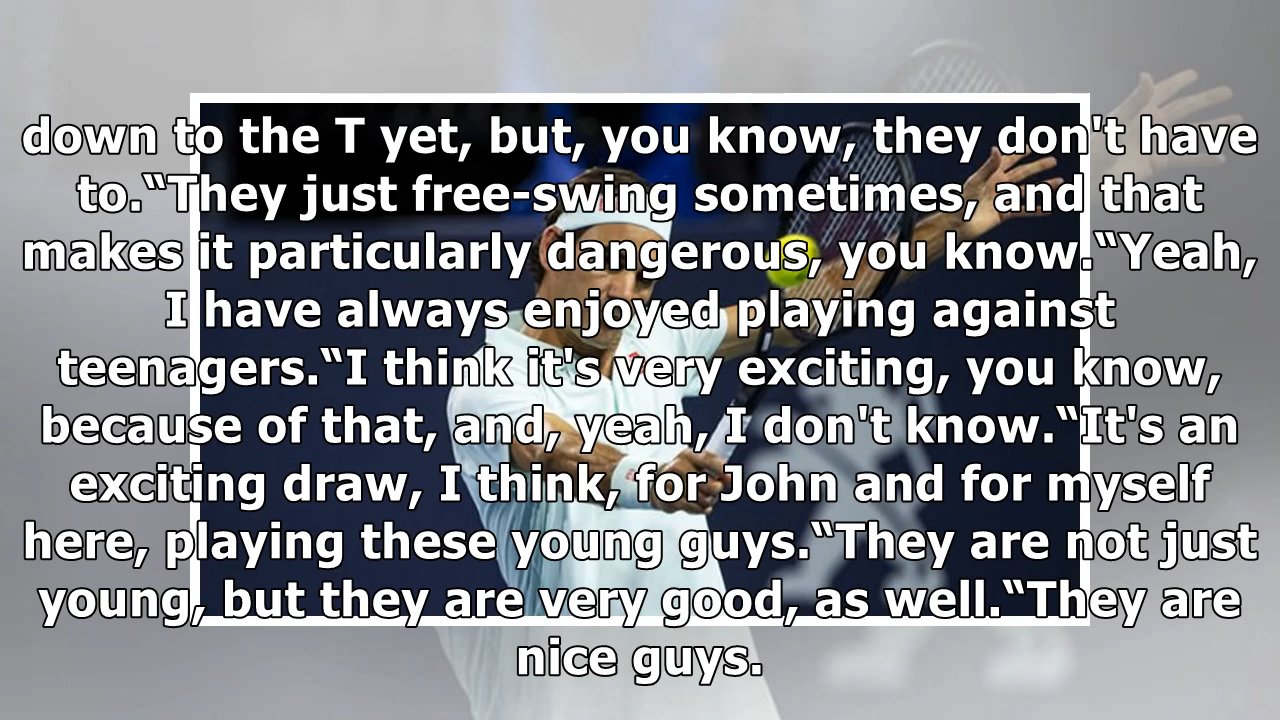 down to the T yet, but, you know, they don't have
to.“They just free-swing sometimes, and that
makes it particularly dangerous, you know.“Yeah,
I have always enjoyed playing against
teenagers.“I think it's very exciting, you know,
because of that, and, yeah, I don't know.“It's an
exciting draw, I think, for John and for myself
here, playing these young guys.“They are not just
young, but they are very good, as well.“They are
nice guys.